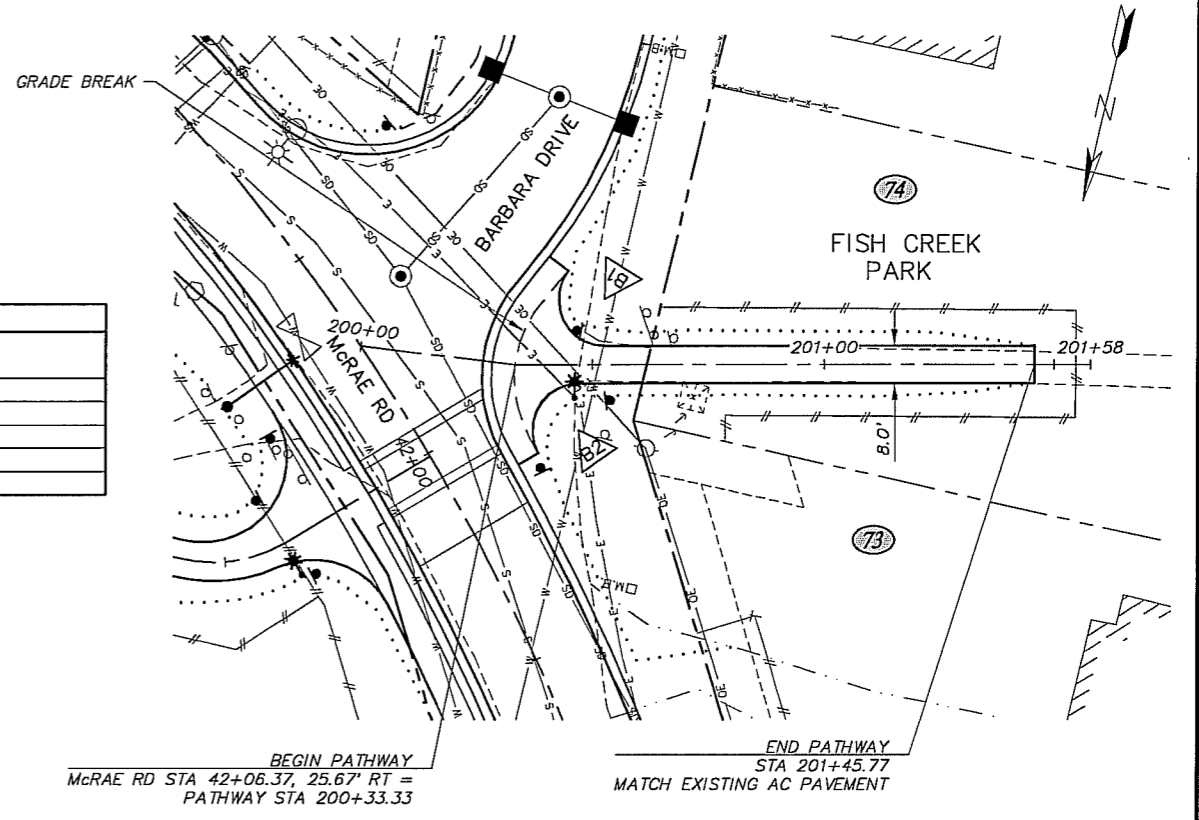 GRADE BREAK
M.B
BARBARA DRIVE
N
74
FISH CREEK
PARK
B1
200+00
McRAE RD
42+00
201+00
201+58
8.0'
B2
73
M.B
BEGIN PATHWAY
McRAE RD STA 42+06.37, 25.67' RT =
PATHWAY STA 200+33.33
END PATHWAY
STA 201+45.77
MATCH EXISTING AC PAVEMENT